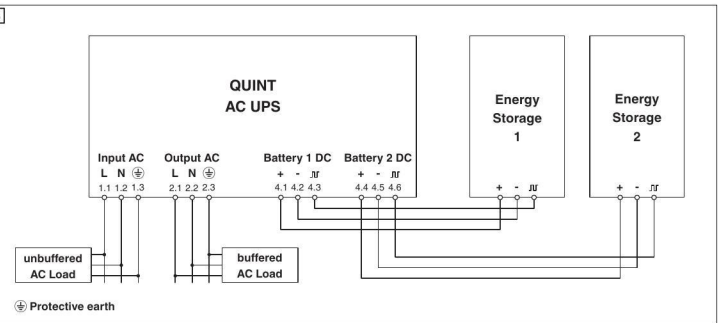 QUINT
AC UPS
Energy
Storage
1
Energy
Storage
2
Input AC Output AC Battery 1 DC Battery 2 DC
L N L N + - + -
1.1 1.2 1.3 2.1 2.2 2.3 4.1 4.2 4.3 4.4 4.5 4.6
+ - + -
unbuffered
AC Load
buffered
AC Load
Protective earth